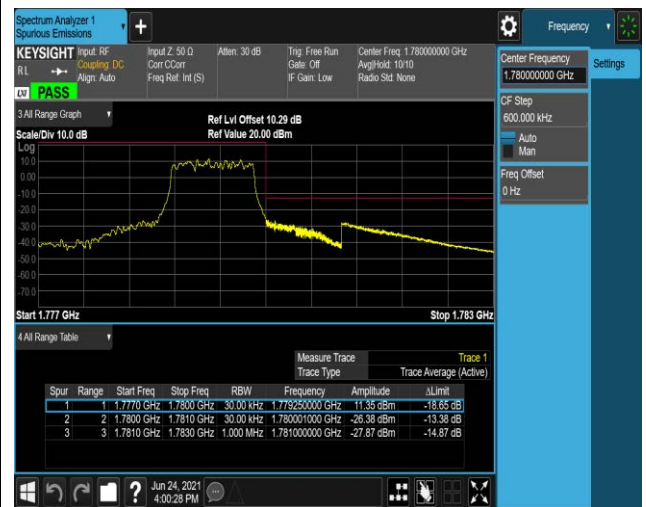 Spectrum Analyzer 1
Spurious Emissions
Frequency
KEYSIGHT Input: RF Input Z: 50 Ω Atten: 30 dB Trig: Free Run Center Freq: 1.780000000 GHz
RL Coupling: DC Corr CCorr Gate: Off Avg|Hold: 10/10
Align: Auto Freq Ref: Int (S) IF Gain: Low Radio Std: None
LXI PASS
Center Frequency
1.780000000 GHz
Settings
CF Step
600.000 kHz
Auto
Man
Freq Offset
0 Hz
3 All Range Graph
Ref Lvl Offset 10.29 dB
Scale/Div 10.0 dB Ref Value 20.00 dBm
Log
10.0
0.00
-10.0
-20.0
-30.0
-40.0
-50.0
-60.0
-70.0
Start 1.777 GHz Stop 1.783 GHz
4 All Range Table
Measure Trace Trace 1
Trace Type Trace Average (Active)
Spur Range Start Freq Stop Freq RBW Frequency Amplitude ΔLimit
1 1 1.7770 GHz 1.7800 GHz 30.00 kHz 1.779250000 GHz 11.35 dBm -18.65 dB
2 2 1.7800 GHz 1.7810 GHz 30.00 kHz 1.780001000 GHz -26.38 dBm -13.38 dB
3 3 1.7810 GHz 1.7830 GHz 1.000 MHz 1.781000000 GHz -27.87 dBm -14.87 dB
Jun 24, 2021
4:00:28 PM